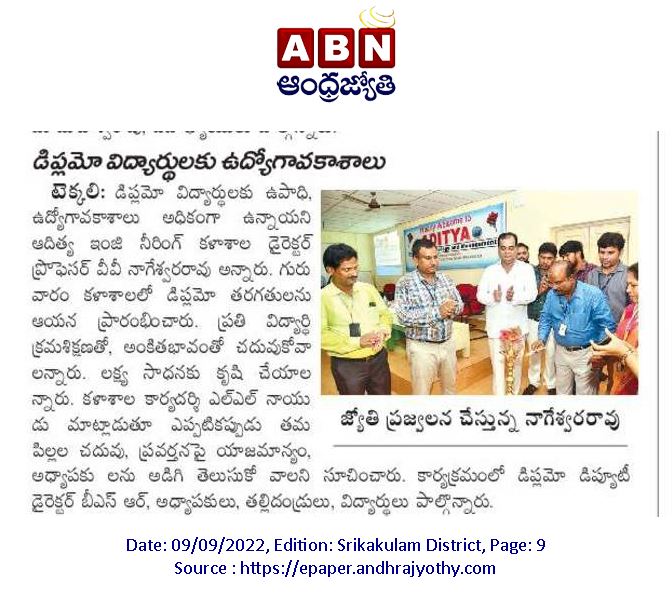 ABN
ఆంధ్రజ్యోతి
డిప్లమో విద్యార్థులకు ఉద్యోగావకాశాలు
టెక్కలి: డిప్లమో విద్యార్థులకు ఉపాధి,
ఉద్యోగావకాశాలు అధికంగా ఉన్నాయని
ఆదిత్య ఇంజి నీరింగ్ కళాశాల డైరెక్టర్
ప్రొఫెసర్ వీవీ నాగేశ్వరరావు అన్నారు. గురు
వారం కళాశాలలో డిప్లమో తరగతులను
ఆయన ప్రారంభించారు. ప్రతి విద్యార్థి
క్రమశిక్షణతో, అంకితభావంతో చదువుకోవా
లన్నారు. లక్ష్య సాధనకు కృషి చేయాల
న్నారు. కళాశాల కార్యదర్శి ఎల్ఎల్ నాయు
డు మాట్లాడుతూ ఎప్పటికప్పుడు తమ
పిల్లల చదువు, ప్రవర్తనపై యాజమాన్యం,
అధ్యాపకు లను అడిగి తెలుసుకో వాలని సూచించారు. కార్యక్రమంలో డిప్లమో డిప్యూటీ
డైరెక్టర్ బీఎస్ ఆర్, అధ్యాపకులు, తల్లిదండ్రులు, విద్యార్థులు పాల్గొన్నారు.
ADITYA
జ్యోతి ప్రజ్వలన చేస్తున్న నాగేశ్వరరావు
Date: 09/09/2022, Edition: Srikakulam District, Page: 9
Source : https://epaper.andhrajyothy.com